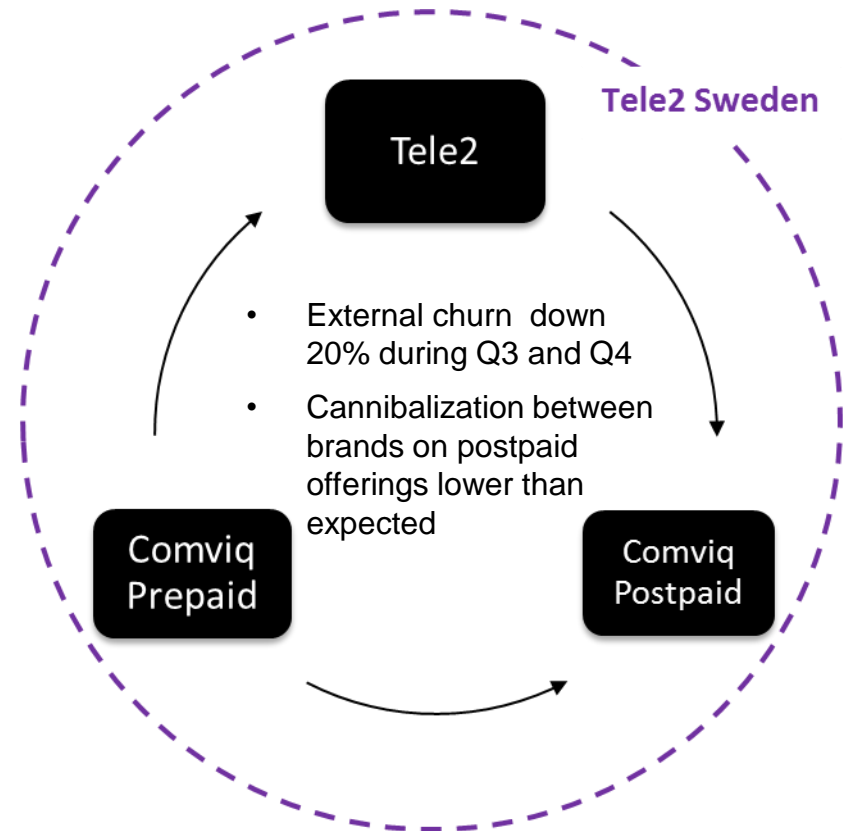 Tele2 Sweden
Tele2
• External churn  down
20% during Q3 and Q4
• Cannibalization between
brands on postpaid
offerings lower than
expected
Comviq
Prepaid
Comviq
Postpaid